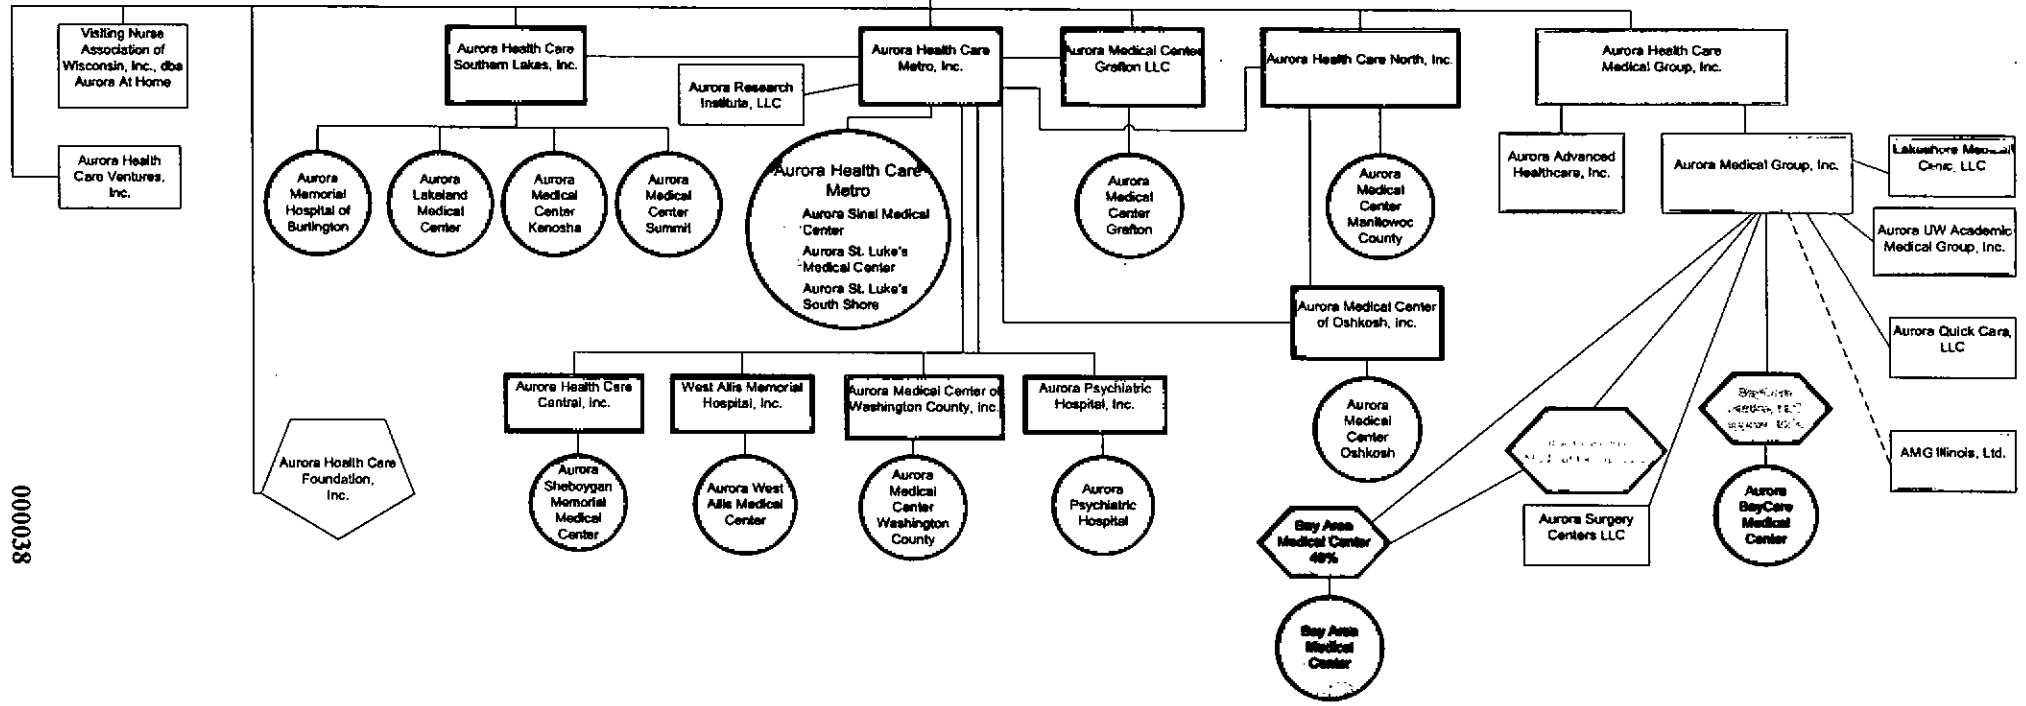 Visiting Nurse
Association of
Wisconsin, Inc., dba
Aurora At Home
Aurora Health Care
Southern Lakes, Inc.
Aurora Health Care
Metro, Inc.
Aurora Medical Center
Grafton LLC
Aurora Health Care North, Inc.
Aurora Health Care
Medical Group, Inc.
Aurora Research
Institute, LLC
Aurora Health
Care Ventures,
Inc.
Aurora
Memorial
Hospital of
Burlington
Aurora
Lakeland
Medical
Center
Aurora
Medical
Center
Kenosha
Aurora
Medical
Center
Summit
Aurora Health Care
Metro
Aurora Sinai Medical
Center
Aurora St. Luke's
Medical Center
Aurora St. Luke's
South Shore
Aurora
Medical
Center
Grafton
Aurora
Medical
Center
Manitowoc
County
Aurora Advanced
Healthcare, Inc.
Aurora Medical Group, Inc.
Lakeshore Medical
Clinic, LLC
Aurora UW Academic
Medical Group, Inc.
Aurora Medical Center
of Oshkosh, Inc.
Aurora Quick Care,
LLC
Aurora Health Care
Central, Inc.
West Allis Memorial
Hospital, Inc.
Aurora Medical Center of
Washington County, Inc.
Aurora Psychiatric
Hospital, Inc.
Aurora
Medical
Center
Oshkosh
AMG Illinois, Ltd.
Aurora Health Care
Foundation,
Inc.
Aurora
Sheboygan
Memorial
Medical
Center
Aurora West
Allis Medical
Center
Aurora
Medical
Center
Washington
County
Aurora
Psychiatric
Hospital
Bay Area
Medical Center
49%
Aurora Surgery
Centers LLC
Aurora
BayCare
Medical
Center
Bay Area
Medical
Center
000038